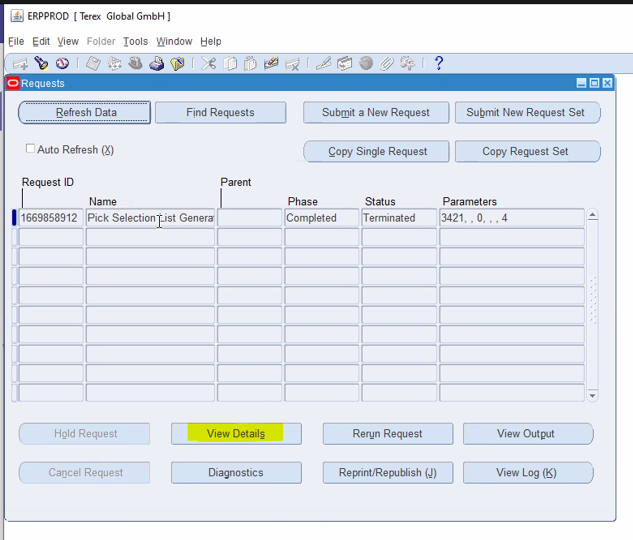 ERPPROD [ Terex Global GmbH ]
File Edit View Folder Tools Window Help
?
Requests
Refresh Data Find Requests Submit a New Request Submit New Request Set
Auto Refresh (X) Copy Single Request Copy Request Set
Request ID Parent
Name Phase Status Parameters
1669858912 Pick Selection List Genera Completed Terminated 3421, , 0, , , 4
Hold Request View Details Rerun Request View Output
Cancel Request Diagnostics Reprint/Republish (J) View Log (K)